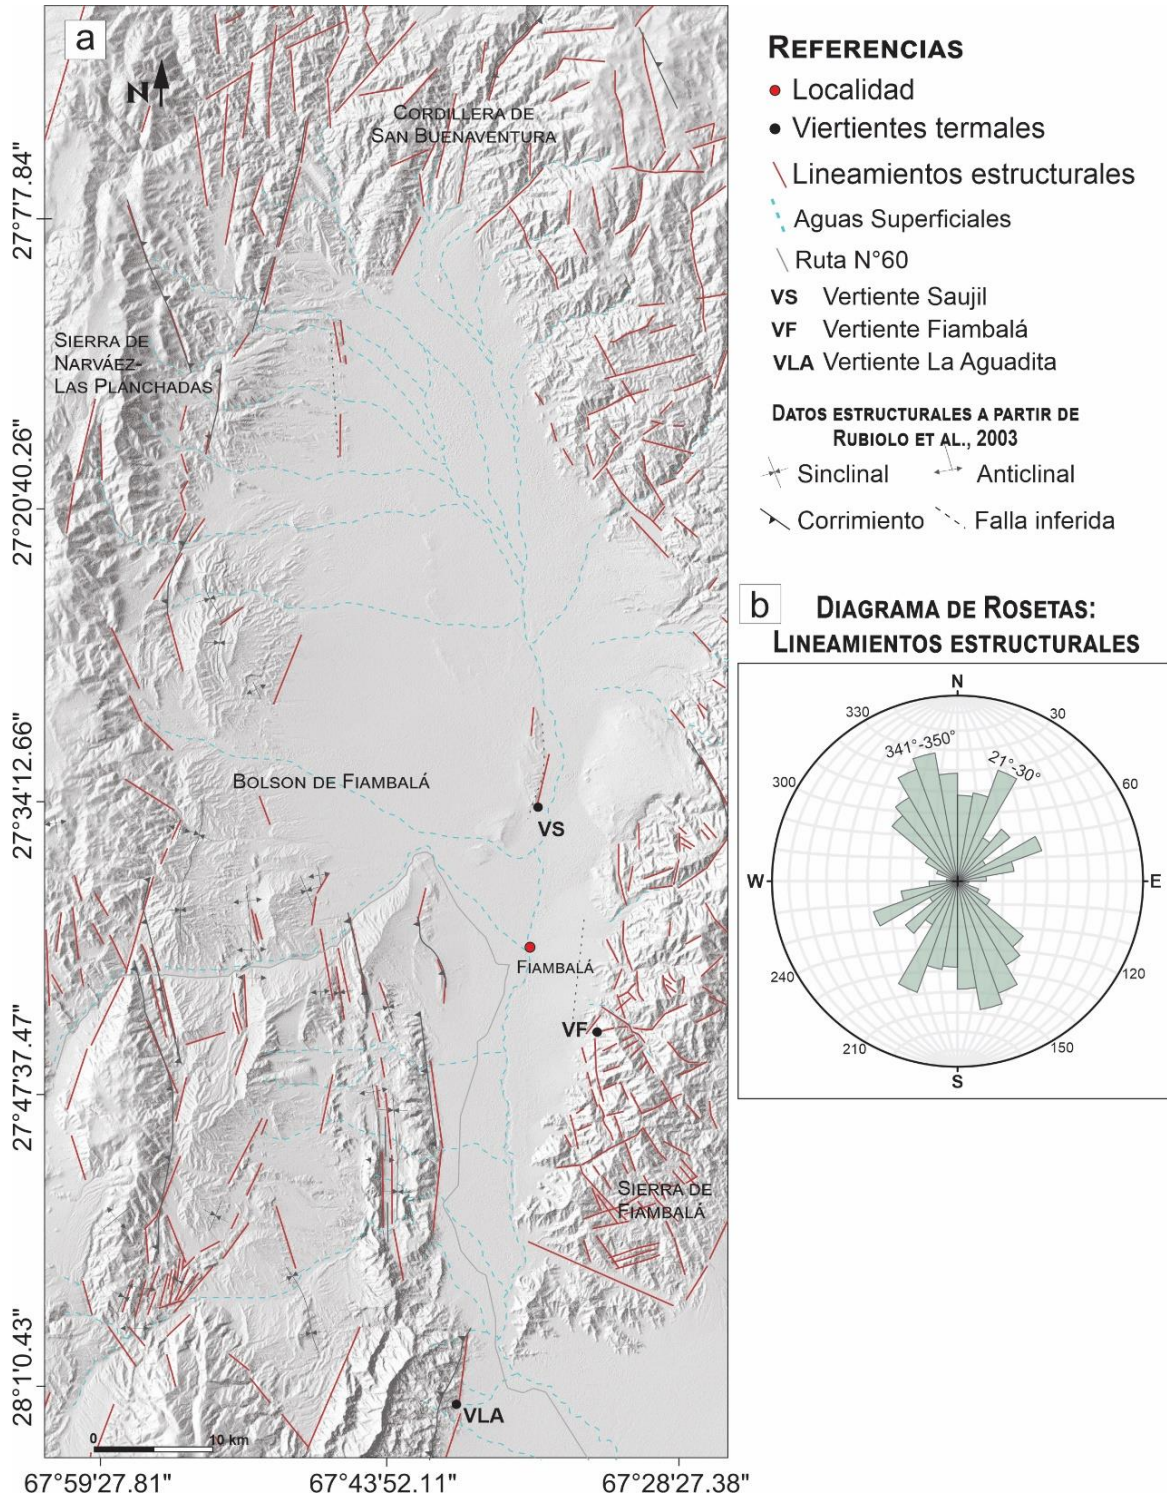 a
N
CORDILLERA DE
SAN BUENAVENTURA
SIERRA DE
NARVÁEZ-
LAS PLANCHADAS
BOLSON DE FIAMBALÁ
VS
FIAMBALÁ
VF
SIERRA DE
FIAMBALÁ
VLA
0 10 km
27°7'7.84"
27°20'40.26"
27°34'12.66"
27°47'37.47"
28°1'0.43"
67°59'27.81" 67°43'52.11" 67°28'27.38"
REFERENCIAS
Localidad
Viertientes termales
Lineamientos estructurales
Aguas Superficiales
Ruta N°60
VS Vertiente Saujil
VF Vertiente Fiambalá
VLA Vertiente La Aguadita
DATOS ESTRUCTURALES A PARTIR DE
RUBIOLO ET AL., 2003
Sinclinal Anticlinal
Corrimiento Falla inferida
b DIAGRAMA DE ROSETAS:
LINEAMIENTOS ESTRUCTURALES
N
330 30
341°-350° 21°-30°
300 60
W E
240 120
210 150
S